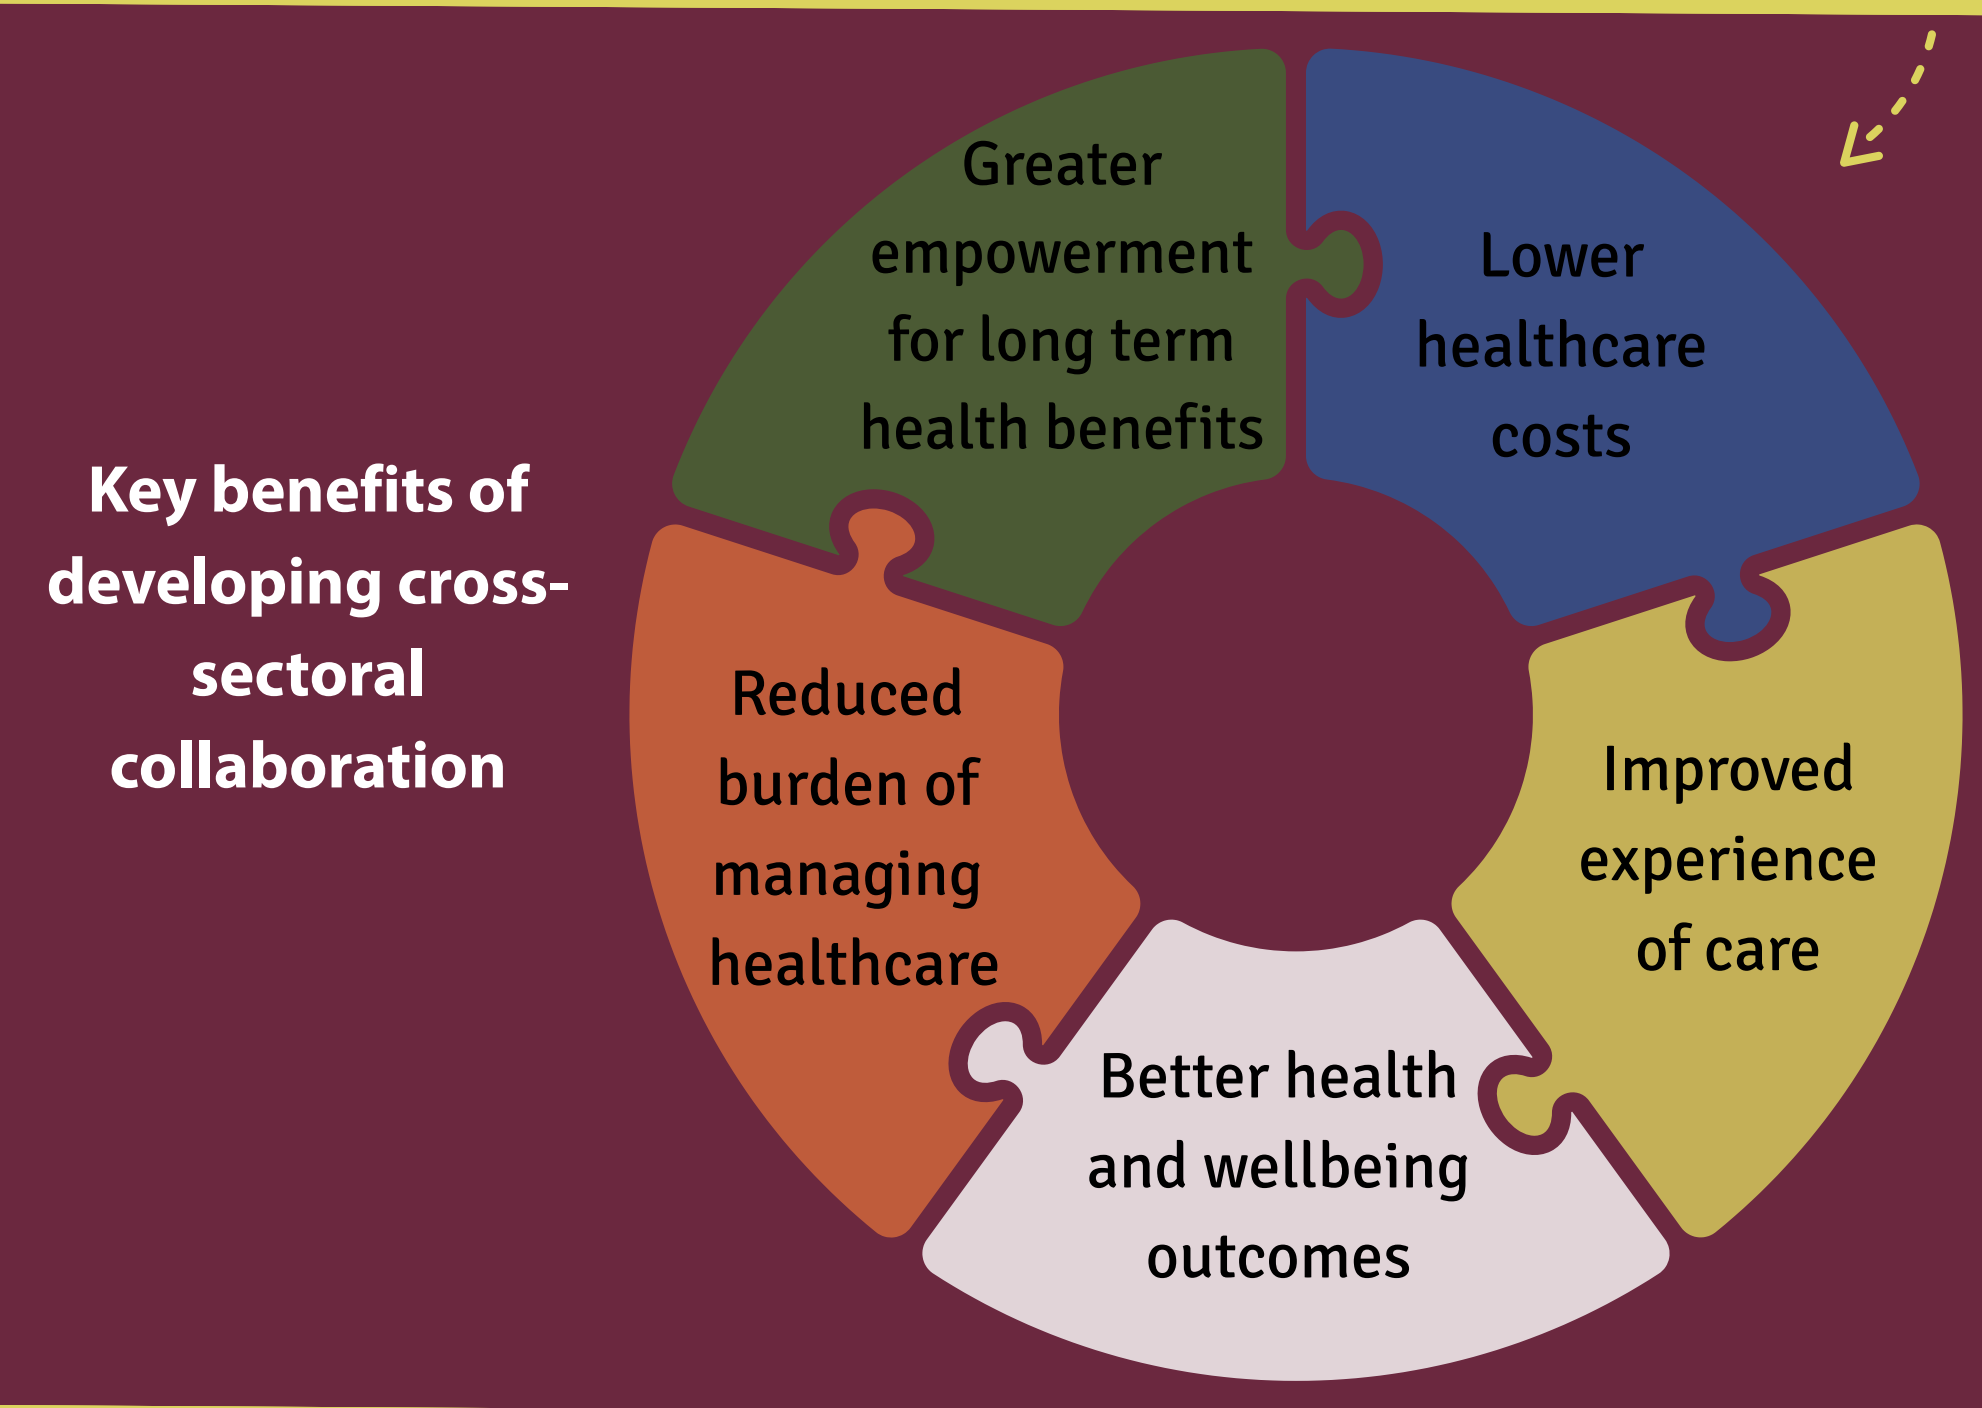 Key benefits of
developing cross-
sectoral
collaboration
Greater
empowerment
for long term
health benefits
Lower
healthcare
costs
Improved
experience
of care
Better health
and wellbeing
outcomes
Reduced
burden of
managing
healthcare